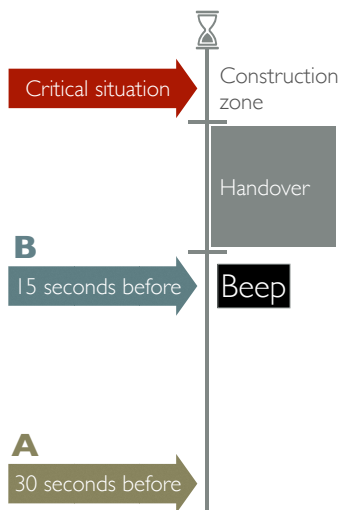 Critical situation
Construction
zone
Handover
B
15 seconds before
Beep
A
30 seconds before